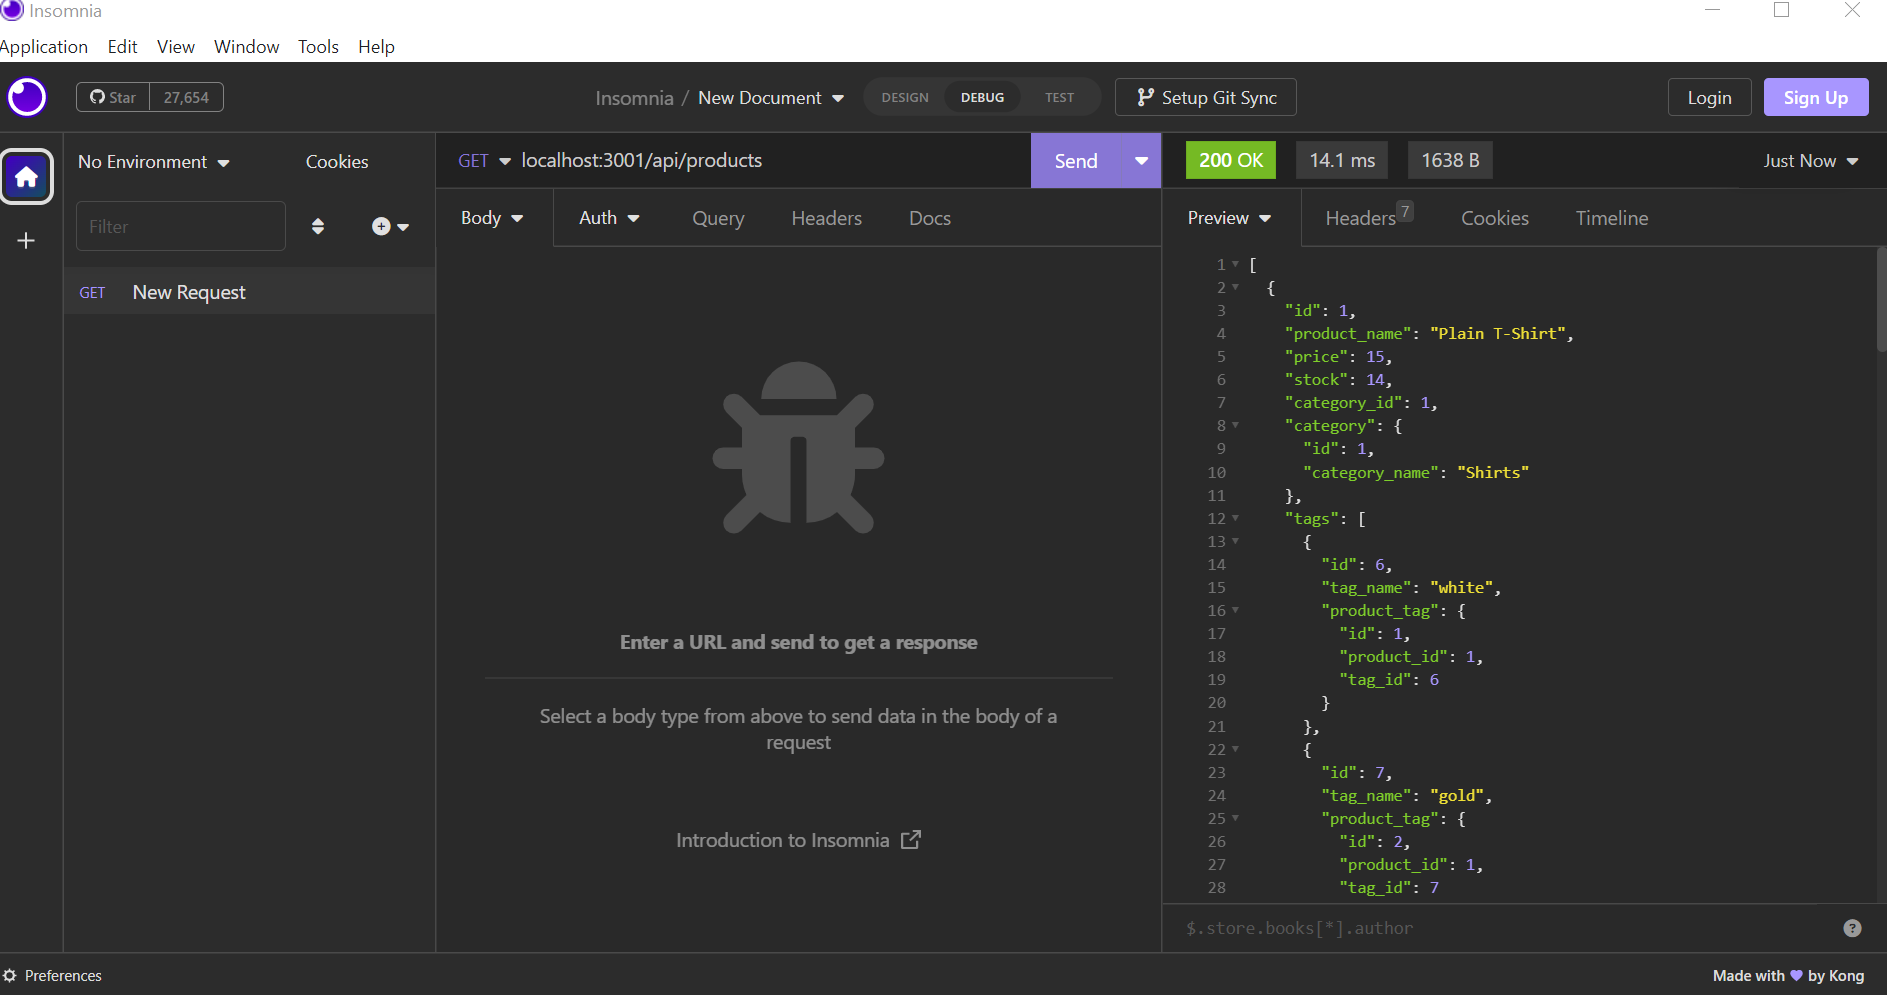 Insomnia
Application Edit View Window Tools Help
Star 27,654 Insomnia / New Document DESIGN DEBUG TEST Setup Git Sync Login Sign Up
No Environment Cookies
Filter
GET New Request
GET localhost:3001/api/products Send
Body Auth Query Headers Docs
Enter a URL and send to get a response
Select a body type from above to send data in the body of a
request
Introduction to Insomnia
200 OK 14.1 ms 1638 B Just Now
Preview Headers 7 Cookies Timeline
1 [
2 {
3 "id": 1,
4 "product_name": "Plain T-Shirt",
5 "price": 15,
6 "stock": 14,
7 "category_id": 1,
8 "category": {
9 "id": 1,
10 "category_name": "Shirts"
11 },
12 "tags": [
13 {
14 "id": 6,
15 "tag_name": "white",
16 "product_tag": {
17 "id": 1,
18 "product_id": 1,
19 "tag_id": 6
20 }
21 },
22 {
23 "id": 7,
24 "tag_name": "gold",
25 "product_tag": {
26 "id": 2,
27 "product_id": 1,
28 "tag_id": 7
$.store.books[*].author ?
Preferences Made with by Kong